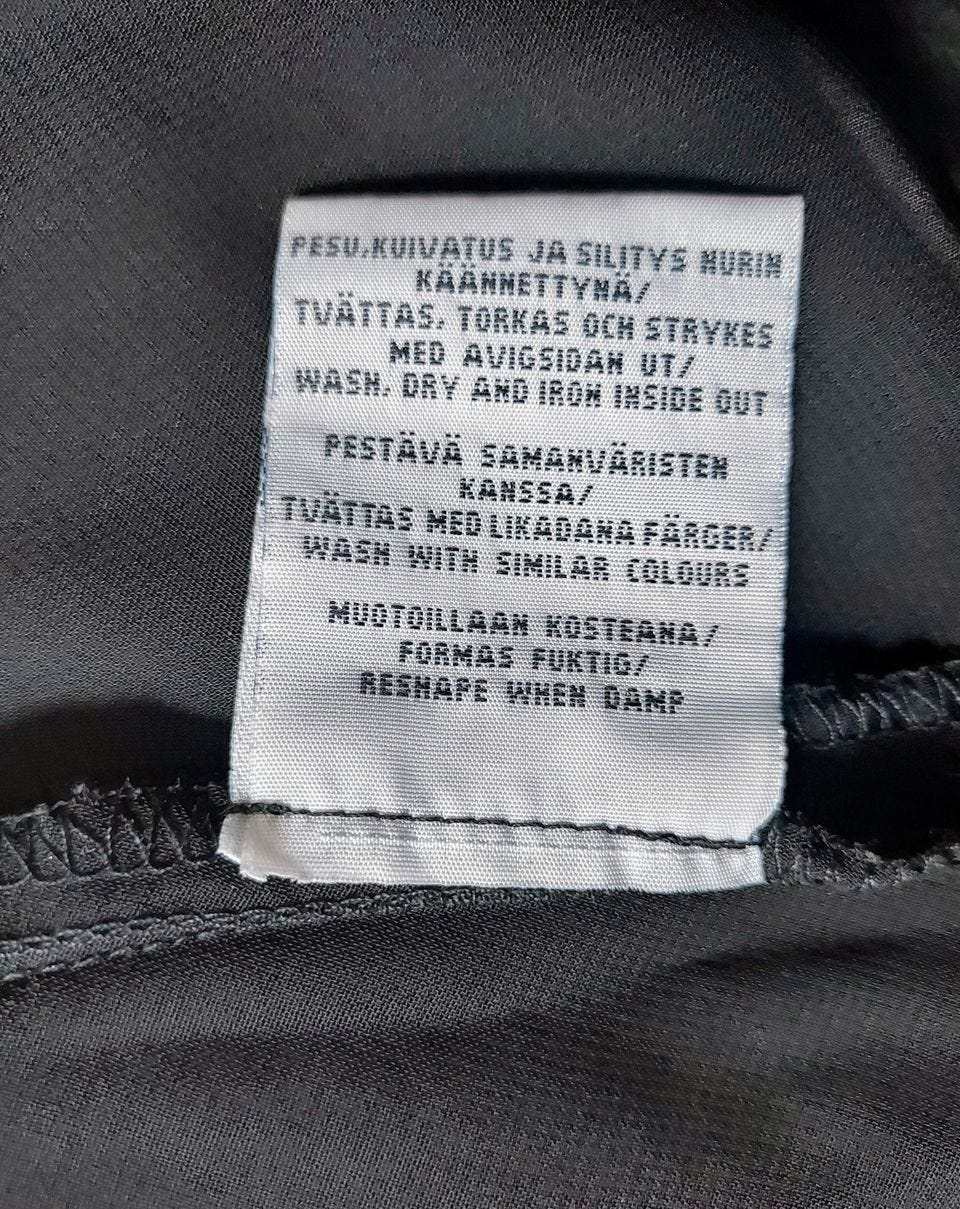 PESU,KUIVATUS JA SILITYS NURIN
KÄÄNNETTYNÄ/
TVÄTTAS, TORKAS OCH STRYKES
MED AVIGSIDAN UT/
WASH, DRY AND IRON INSIDE OUT
PESTÄVÄ SAMANVÄRISTEN
KANSSA/
TVÄTTAS MED LIKADANA FÄRGER/
WASH WITH SIMILAR COLOURS
MUOTOILLAAN KOSTEANA/
FORMAS FUKTIG/
RESHAPE WHEN DAMP